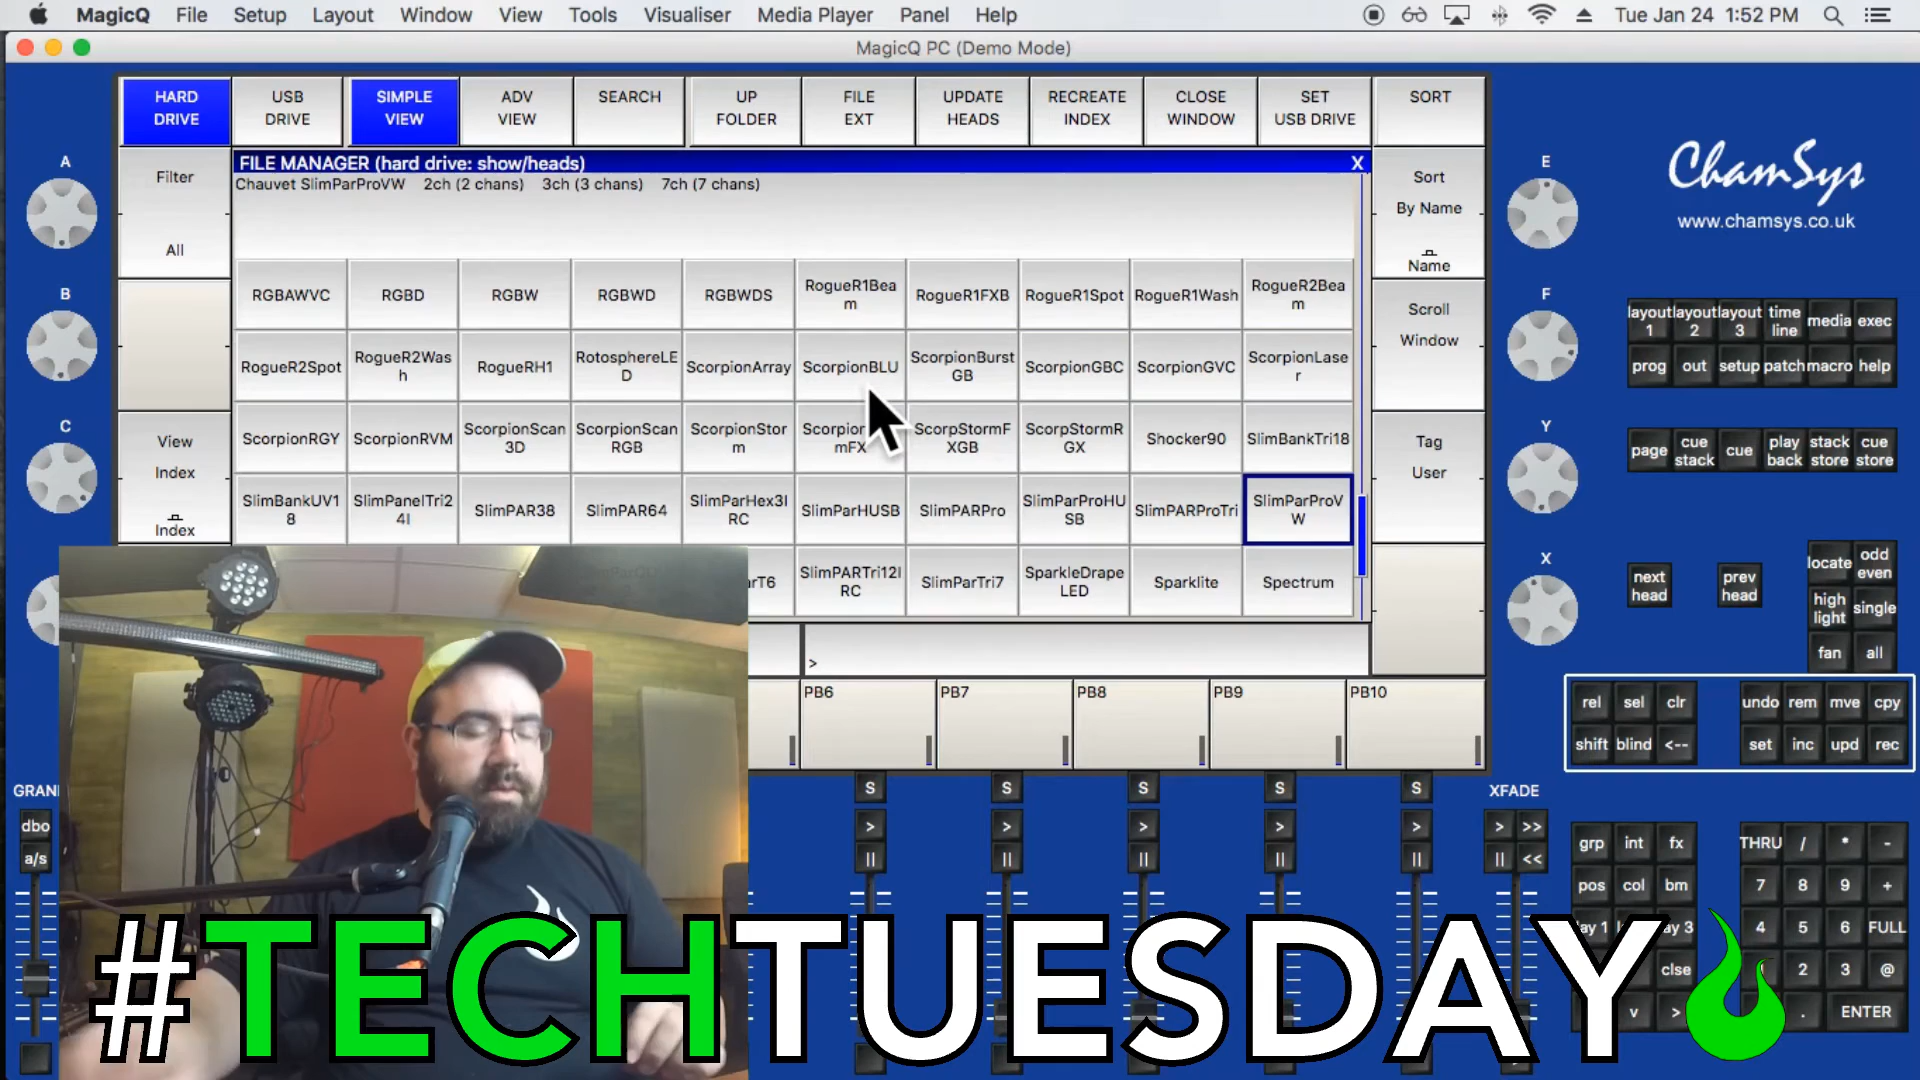 MagicQ File Setup Layout Window View Tools Visualiser Media Player Panel Help Tue Jan 24 1:52 PM
MagicQ PC (Demo Mode)
HARD DRIVE
USB DRIVE
SIMPLE VIEW
ADV VIEW
SEARCH
UP FOLDER
FILE EXT
UPDATE HEADS
RECREATE INDEX
CLOSE WINDOW
SET USB DRIVE
SORT
FILE MANAGER (hard drive: show/heads) X
Chauvet SlimParProVW 2ch (2 chans) 3ch (3 chans) 7ch (7 chans)
Filter
All
View
Index
Index
RGBAWVC RGBD RGBW RGBWD RGBWDS RogueR1Beam RogueR1FXB RogueR1Spot RogueR1Wash RogueR2Beam
RogueR2Spot RogueR2Wash RogueRH1 RotosphereLED ScorpionArray ScorpionBLU ScorpionBurstGB ScorpionGBC ScorpionGVC ScorpionLaser
ScorpionRGY ScorpionRVM ScorpionScan3D ScorpionScanRGB ScorpionStorm ScorpStormFXGB ScorpStormRGX Shocker90 SlimBankTri18
SlimBankUV18 SlimPanelTri24I SlimPAR38 SlimPAR64 SlimParHex3IRC SlimParHUSB SlimPARPro SlimParProHUSB SlimPARProTri SlimParProVW
rT6 SlimPARTri12IRC SlimParTri7 SparkleDrapeLED Sparklite Spectrum
Sort
By Name
Name
Scroll
Window
Tag
User
>
PB6 PB7 PB8 PB9 PB10
A
B
C
E
F
Y
X
ChamSys
www.chamsys.co.uk
layout 1 layout 2 layout 3 time line media exec
prog out setup patch macro help
page cue stack cue play back stack store cue store
next head prev head
locate odd even
high light single
fan all
rel sel clr undo rem mve cpy
shift blind <-- set inc upd rec
GRAN
dbo
a/s
S S S S S
> > > > >
|| || || || ||
XFADE
> >>
|| <<
grp int fx THRU / * -
pos col bm 7 8 9 +
ay 1 ay 3 4 5 6 FULL
clse 2 3 @
v > . ENTER
#TECHTUESDAY